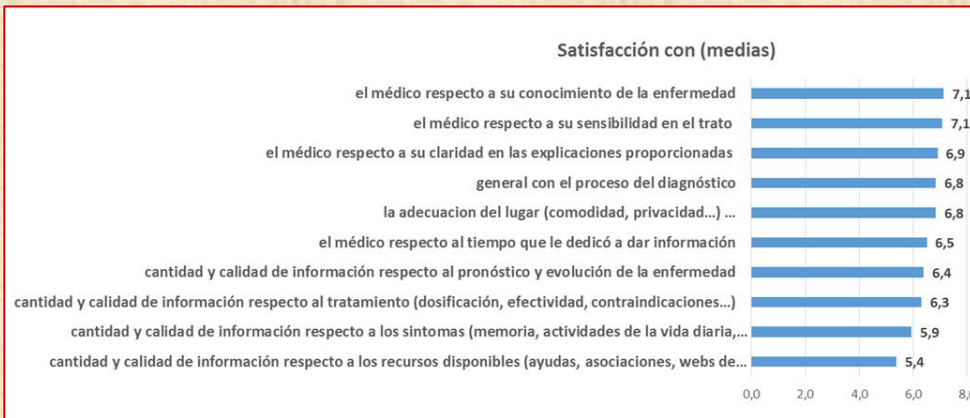 Satisfacción con (medias)
el médico respecto a su conocimiento de la enfermedad 7,1
el médico respecto a su sensibilidad en el trato 7,1
el médico respecto a su claridad en las explicaciones proporcionadas 6,9
general con el proceso del diagnóstico 6,8
la adecuacion del lugar (comodidad, privacidad...) ... 6,8
el médico respecto al tiempo que le dedicó a dar información 6,5
cantidad y calidad de información respecto al pronóstico y evolución de la enfermedad 6,4
cantidad y calidad de información respecto al tratamiento (dosificación, efectividad, contraindicaciones...) 6,3
cantidad y calidad de información respecto a los sintomas (memoria, actividades de la vida diaria,... 5,9
cantidad y calidad de información respecto a los recursos disponibles (ayudas, asociaciones, webs de... 5,4
0,0 2,0 4,0 6,0 8,